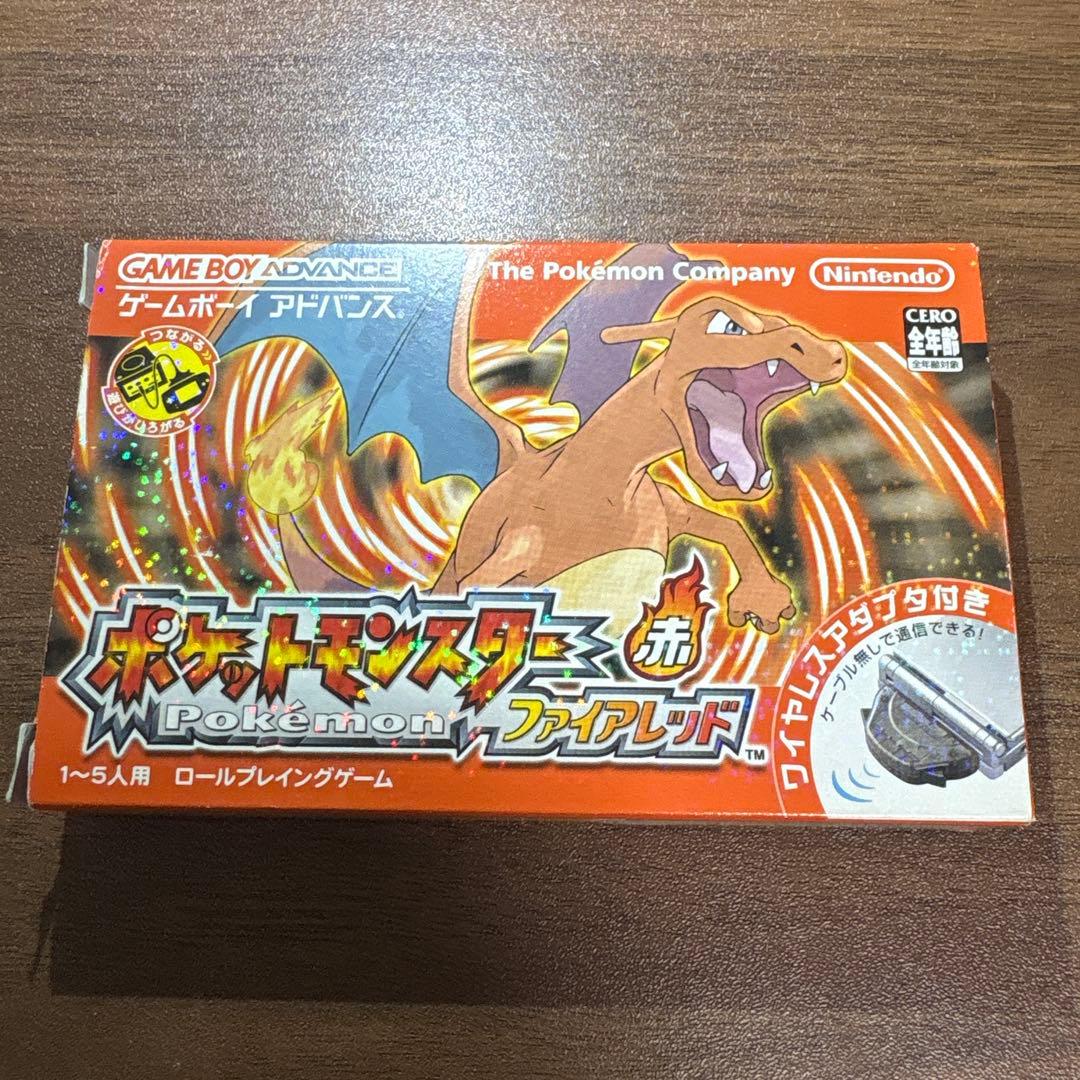 GAME BOY ADVANCE
ゲームボーイ アドバンス®
The Pokémon Company
Nintendo®
CERO
全年齢
全年齢対象
つながる》
遊びがひろがる
ポケットモンスター
赤
Pokémon
ファイアレッド™
ワイヤレスアダプタ付き
ケーブル無しで通信できる!
1〜5人用 ロールプレイングゲーム